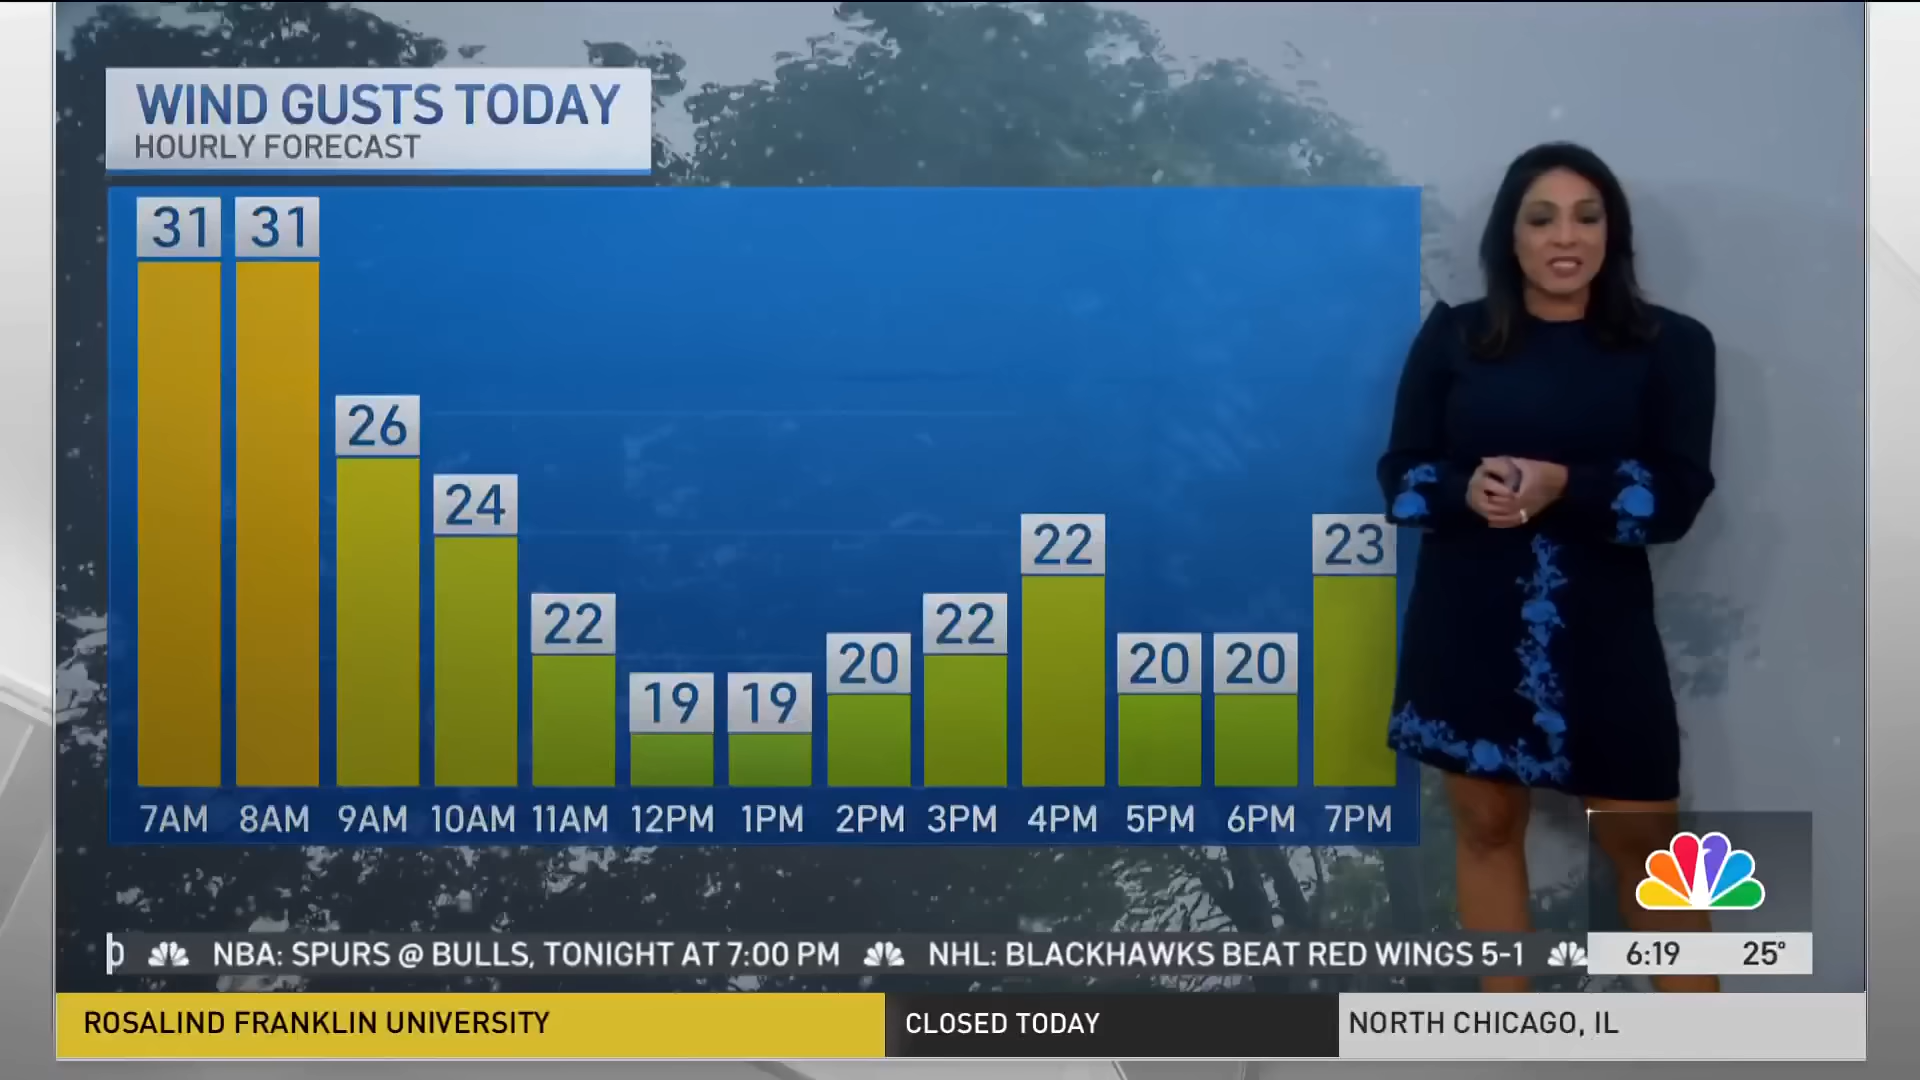 WIND GUSTS TODAY
HOURLY FORECAST
31 31 26 24 22 19 19 20 22 22 20 20 23
7AM 8AM 9AM 10AM 11AM 12PM 1PM 2PM 3PM 4PM 5PM 6PM 7PM
NBA: SPURS @ BULLS, TONIGHT AT 7:00 PM NHL: BLACKHAWKS BEAT RED WINGS 5-1
6:19 25°
ROSALIND FRANKLIN UNIVERSITY CLOSED TODAY NORTH CHICAGO, IL